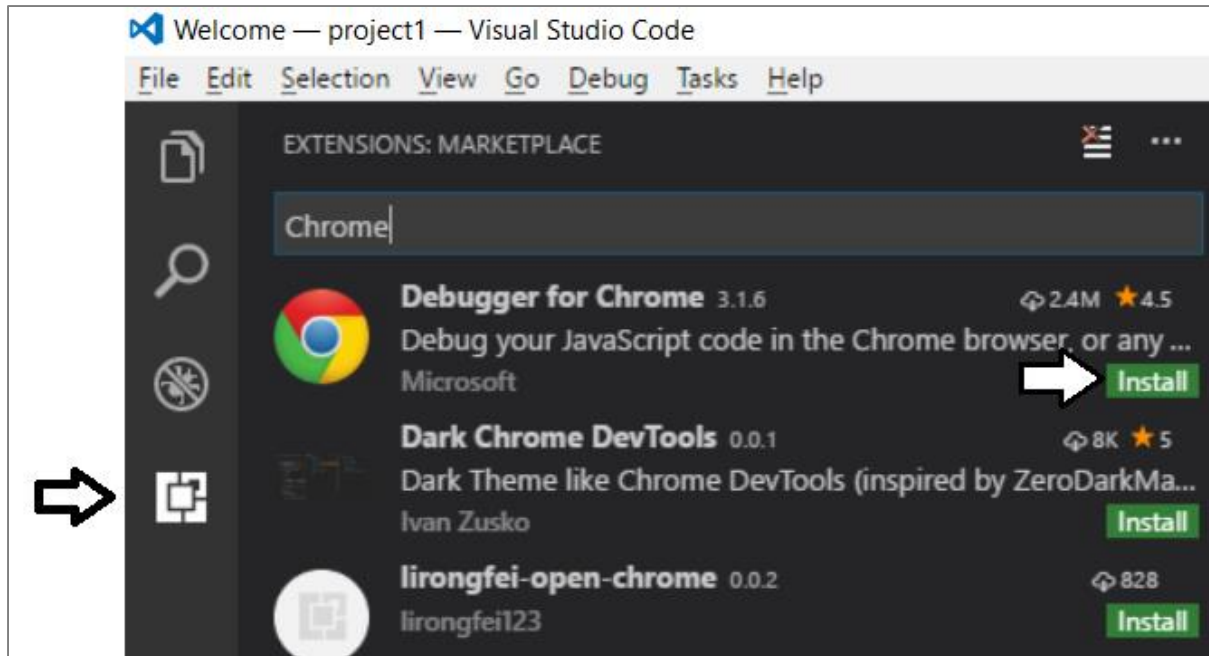 Welcome — project1 — Visual Studio Code
File Edit Selection View Go Debug Tasks Help
EXTENSIONS: MARKETPLACE
Chrome
Debugger for Chrome 3.1.6 2.4M 4.5
Debug your JavaScript code in the Chrome browser, or any ...
Microsoft Install
Dark Chrome DevTools 0.0.1 8K 5
Dark Theme like Chrome DevTools (inspired by ZeroDarkMa...
Ivan Zusko Install
lirongfei-open-chrome 0.0.2 828
lirongfei123 Install